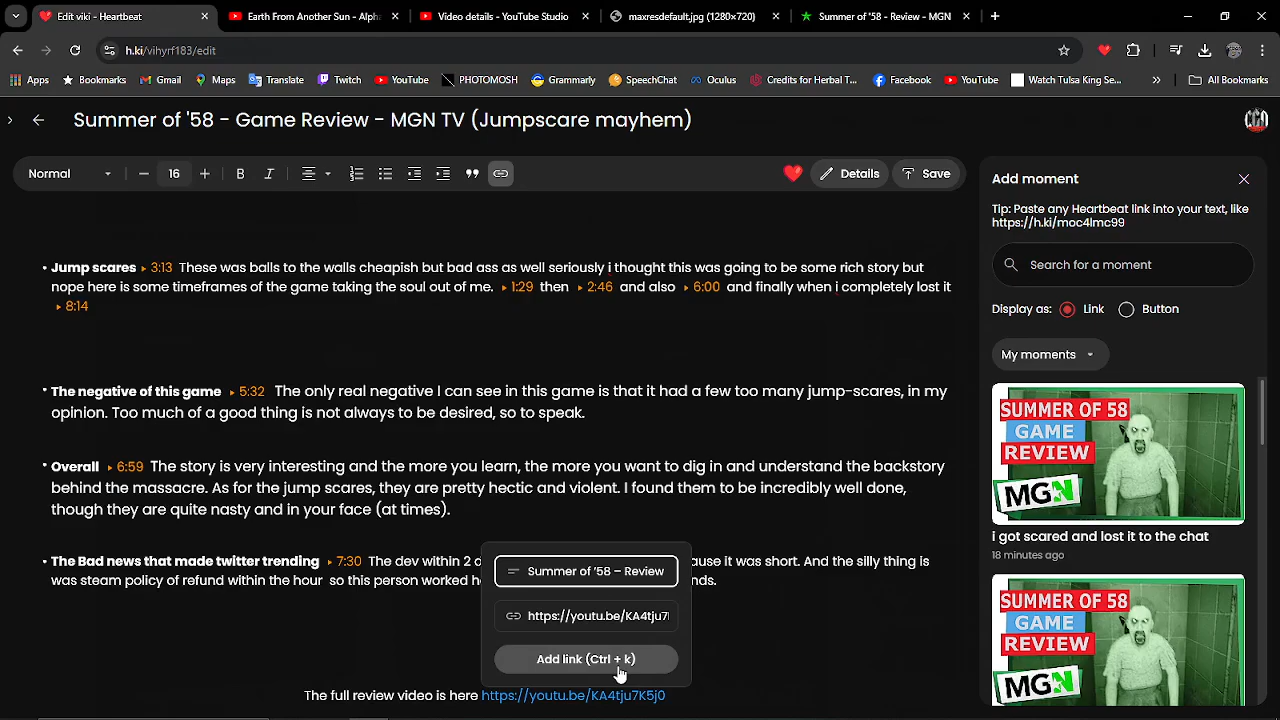 Edit viki - Heartbeat
Earth From Another Sun - Alpha
Video details - YouTube Studio
maxresdefault.jpg (1280×720)
Summer of '58 - Review - MGN
h.ki/vihyrf183/edit
Apps
Bookmarks
Gmail
Maps
Translate
Twitch
YouTube
PHOTOMOSH
Grammarly
SpeechChat
Oculus
Credits for Herbal T...
Facebook
YouTube
Watch Tulsa King Se...
All Bookmarks
Summer of '58 - Game Review - MGN TV (Jumpscare mayhem)
Normal
16
B I
Details
Save
Jump scares 3:13 These was balls to the walls cheapish but bad ass as well seriously i thought this was going to be some rich story but
nope here is some timeframes of the game taking the soul out of me. 1:29 then 2:46 and also 6:00 and finally when i completely lost it
8:14
The negative of this game 5:32 The only real negative I can see in this game is that it had a few too many jump-scares, in my
opinion. Too much of a good thing is not always to be desired, so to speak.
Overall 6:59 The story is very interesting and the more you learn, the more you want to dig in and understand the backstory
behind the massacre. As for the jump scares, they are pretty hectic and violent. I found them to be incredibly well done,
though they are quite nasty and in your face (at times).
The Bad news that made twitter trending 7:30 The dev within 2 d
ause it was short. And the silly thing is
was steam policy of refund within the hour so this person worked h
nds.
Summer of '58 – Review
https://youtu.be/KA4tju7
Add link (Ctrl + k)
The full review video is here https://youtu.be/KA4tju7K5j0
Add moment
Tip: Paste any Heartbeat link into your text, like
https://h.ki/moc4lmc99
Search for a moment
Display as: Link Button
My moments
SUMMER OF 58
GAME
REVIEW
MGN
i got scared and lost it to the chat
18 minutes ago
SUMMER OF 58
GAME
REVIEW
MGN